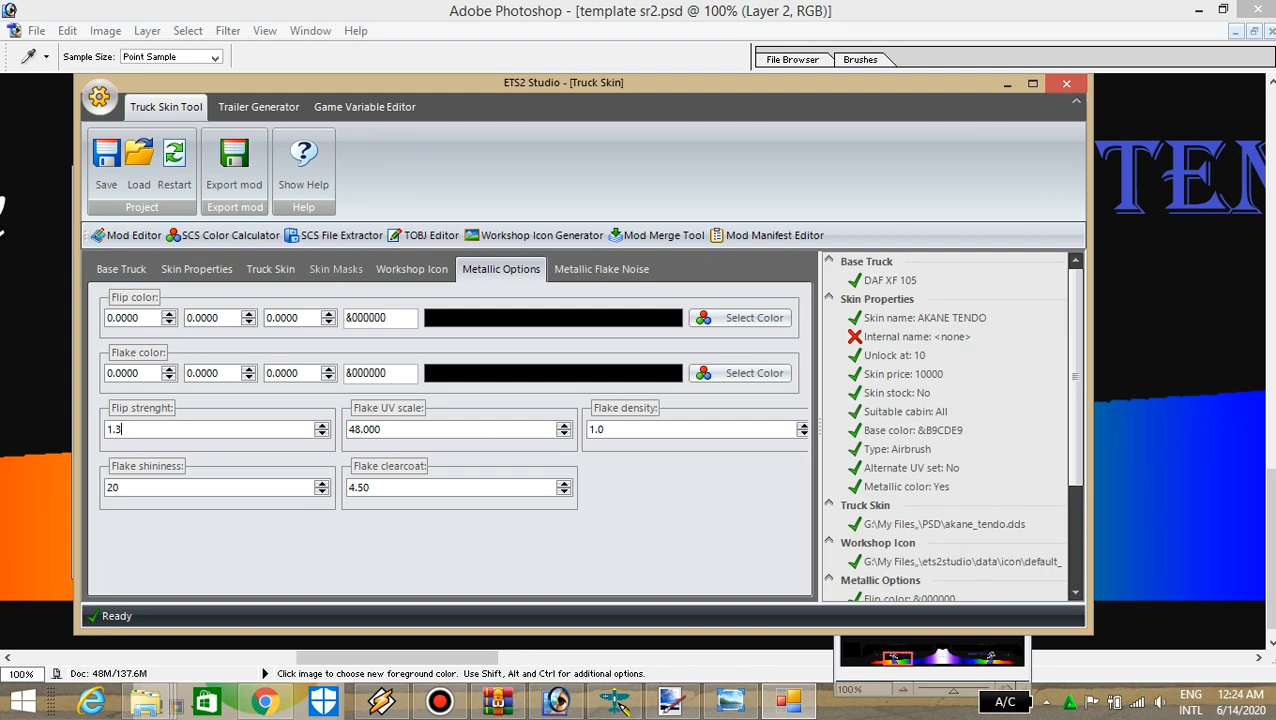 Adobe Photoshop - [template sr2.psd @ 100% (Layer 2, RGB)]
File Edit Image Layer Select Filter View Window Help
Sample Size: Point Sample
File Browser Brushes
ETS2 Studio - [Truck Skin]
Truck Skin Tool Trailer Generator Game Variable Editor
Save Load Restart Export mod Show Help
Project Export mod Help
TEN
Mod Editor SCS Color Calculator SCS File Extractor TOBJ Editor Workshop Icon Generator Mod Merge Tool Mod Manifest Editor
Base Truck Skin Properties Truck Skin Skin Masks Workshop Icon Metallic Options Metallic Flake Noise
Flip color:
0.0000 0.0000 0.0000 &000000 Select Color
Flake color:
0.0000 0.0000 0.0000 &000000 Select Color
Flip strenght: Flake UV scale: Flake density:
1.3 48.000 1.0
Flake shininess: Flake clearcoat:
20 4.50
Base Truck
DAF XF 105
Skin Properties
Skin name: AKANE TENDO
Internal name: <none>
Unlock at: 10
Skin price: 10000
Skin stock: No
Suitable cabin: All
Base color: &B9CDE9
Type: Airbrush
Alternate UV set: No
Metallic color: Yes
Truck Skin
G:\My Files,,\PSD\akane_tendo.dds
Workshop Icon
G:\My Files,,\ets2studio\data\icon\default_
Metallic Options
Flip color: &000000
Ready
100% Doc: 48M/137.6M Click image to choose new foreground color. Use Shift, Alt and Ctrl for additional options.
100%
A/C
ENG
INTL
12:24 AM
6/14/2020